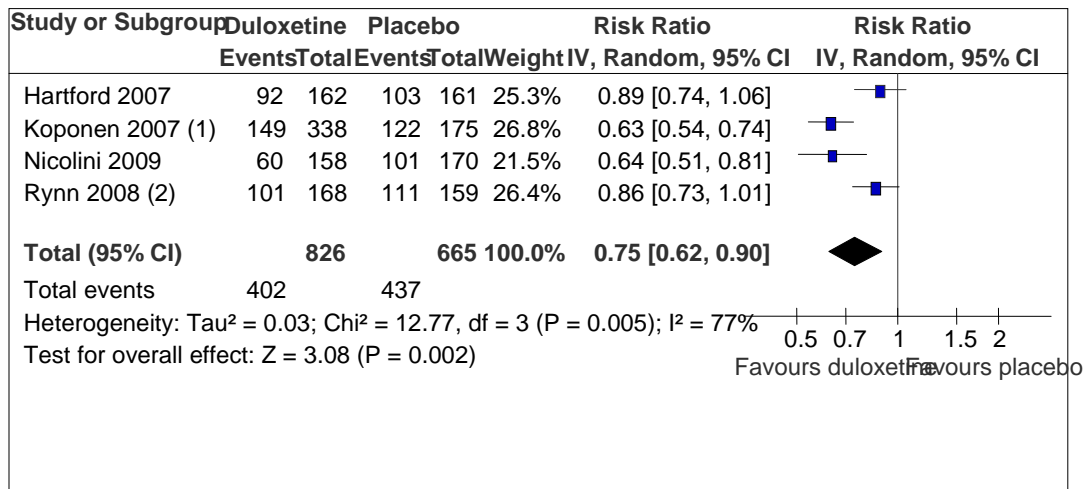 Study or Subgroup Duloxetine Placebo Risk Ratio Risk Ratio
Events Total Events Total Weight IV, Random, 95% CI IV, Random, 95% CI
Hartford 2007 92 162 103 161 25.3% 0.89 [0.74, 1.06]
Koponen 2007 (1) 149 338 122 175 26.8% 0.63 [0.54, 0.74]
Nicolini 2009 60 158 101 170 21.5% 0.64 [0.51, 0.81]
Rynn 2008 (2) 101 168 111 159 26.4% 0.86 [0.73, 1.01]
Total (95% CI) 826 665 100.0% 0.75 [0.62, 0.90]
Total events 402 437
Heterogeneity: Tau² = 0.03; Chi² = 12.77, df = 3 (P = 0.005); I² = 77%
Test for overall effect: Z = 3.08 (P = 0.002)
0.5 0.7 1 1.5 2
Favours duloxetine Favours placebo